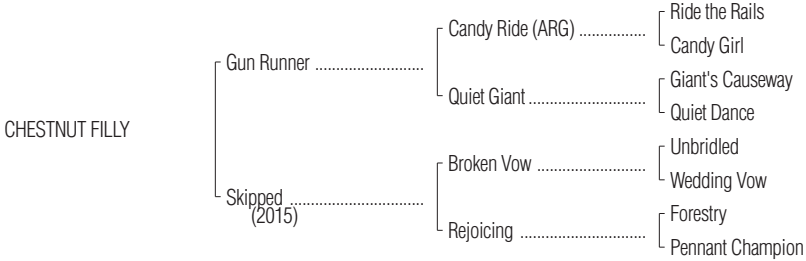 Ride the Rails
Candy Ride (ARG) ................
Candy Girl
Gun Runner ..........................
Giant's Causeway
Quiet Giant ............................
Quiet Dance
CHESTNUT FILLY
Unbridled
Broken Vow ..........................
Wedding Vow
Skipped ................................
(2015)
Forestry
Rejoicing ..............................
Pennant Champion